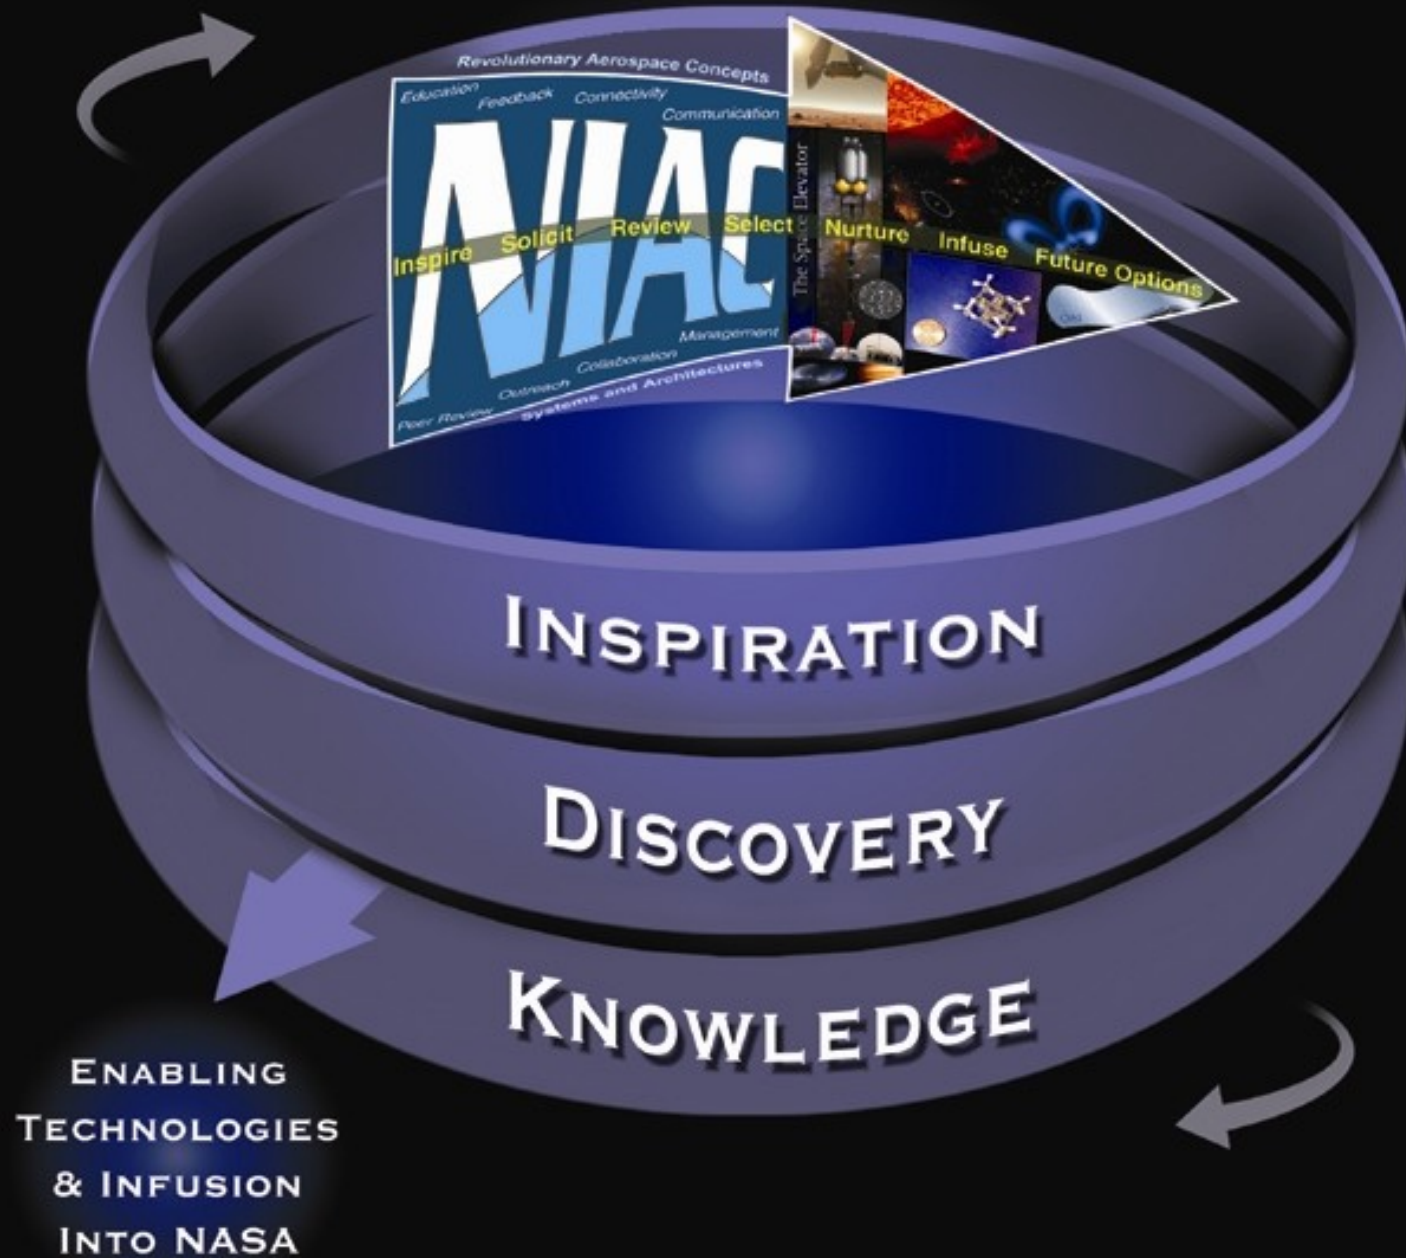 Revolutionary Aerospace Concepts
Education
Feedback
Connectivity
Communication
NIAC
The Space Elevator
Inspire Solicit Review Select Nurture Infuse Future Options
Management
Collaboration
Outreach
Peer Review
Systems and Architectures
INSPIRATION
DISCOVERY
KNOWLEDGE
ENABLING
TECHNOLOGIES
& INFUSION
INTO NASA